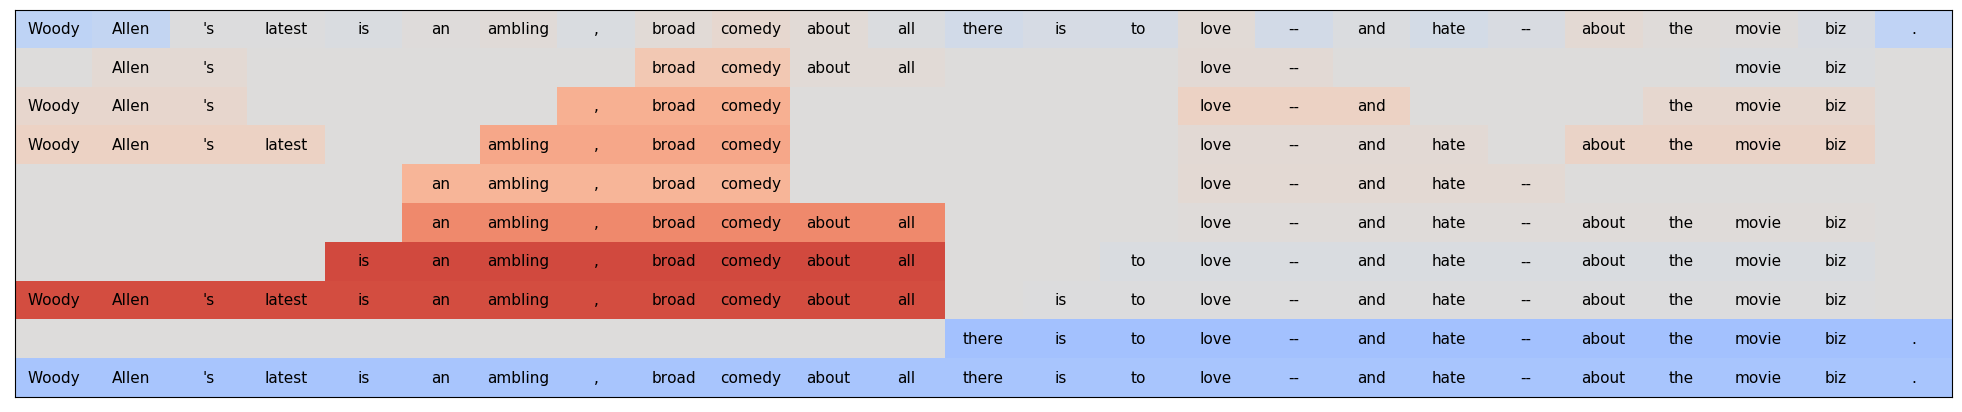 Woody Allen 's latest is an ambling , broad comedy about all there is to love -- and hate -- about the movie biz .
Allen 's broad comedy about all love -- movie biz
Woody Allen 's , broad comedy love -- and the movie biz
Woody Allen 's latest ambling , broad comedy love -- and hate about the movie biz
an ambling , broad comedy love -- and hate --
an ambling , broad comedy about all love -- and hate -- about the movie biz
is an ambling , broad comedy about all to love -- and hate -- about the movie biz
Woody Allen 's latest is an ambling , broad comedy about all is to love -- and hate -- about the movie biz
there is to love -- and hate -- about the movie biz .
Woody Allen 's latest is an ambling , broad comedy about all there is to love -- and hate -- about the movie biz .